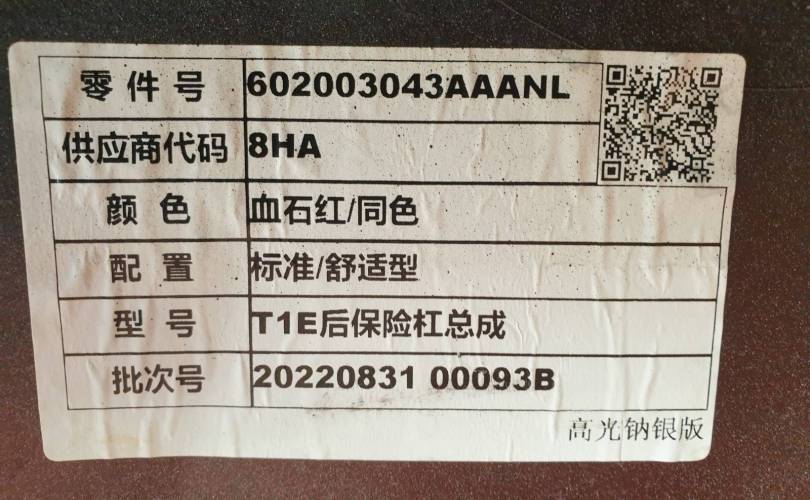 零件号 602003043AAANL
供应商代码 8HA
颜色 血石红/同色
配置 标准/舒适型
型号 T1E后保险杠总成
批次号 20220831 00093B
高光钠银版